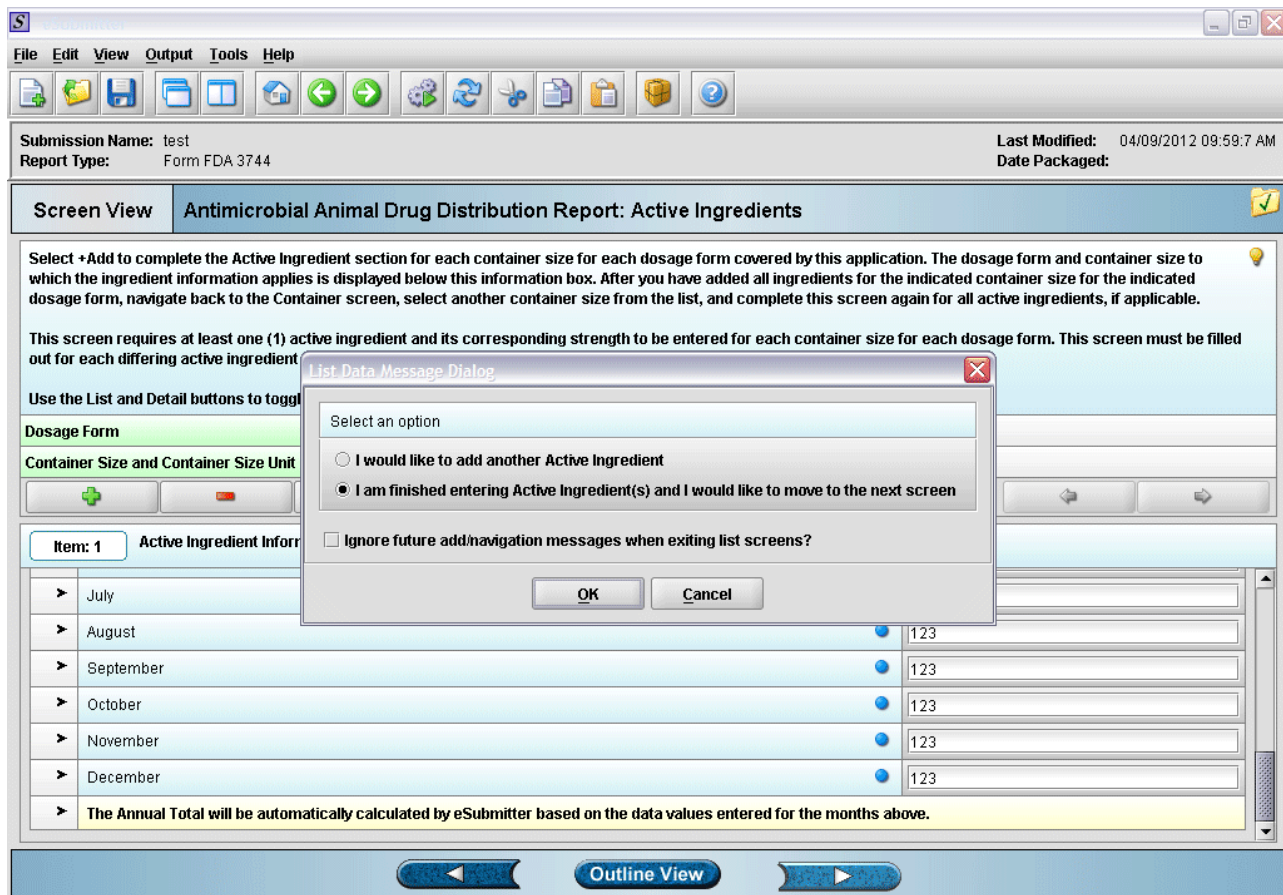 S eSubmitter
File Edit View Output Tools Help
Submission Name: test
Last Modified: 04/09/2012 09:59:7 AM
Report Type: Form FDA 3744
Date Packaged:
Screen View
Antimicrobial Animal Drug Distribution Report: Active Ingredients
Select +Add to complete the Active Ingredient section for each container size for each dosage form covered by this application. The dosage form and container size to
which the ingredient information applies is displayed below this information box. After you have added all ingredients for the indicated container size for the indicated
dosage form, navigate back to the Container screen, select another container size from the list, and complete this screen again for all active ingredients, if applicable.
This screen requires at least one (1) active ingredient and its corresponding strength to be entered for each container size for each dosage form. This screen must be filled
out for each differing active ingredient
Use the List and Detail buttons to toggl
Dosage Form
Container Size and Container Size Unit
List Data Message Dialog
Select an option
I would like to add another Active Ingredient
I am finished entering Active Ingredient(s) and I would like to move to the next screen
Ignore future add/navigation messages when exiting list screens?
OK Cancel
Item: 1 Active Ingredient Inforr
July
August 123
September 123
October 123
November 123
December 123
The Annual Total will be automatically calculated by eSubmitter based on the data values entered for the months above.
Outline View